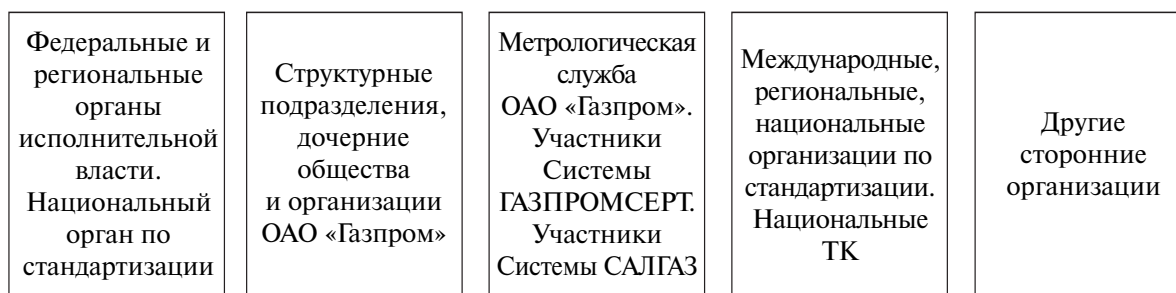 Федеральные и
региональные
органы
исполнительной
власти.
Национальный
орган по
стандартизации
Структурные
подразделения,
дочерние
общества
и организации
ОАО «Газпром»
Метрологическая
служба
ОАО «Газпром».
Участники
Системы
ГАЗПРОМСЕРТ.
Участники
Системы САЛГАЗ
Международные,
региональные,
национальные
организации по
стандартизации.
Национальные
ТК
Другие
сторонние
организации